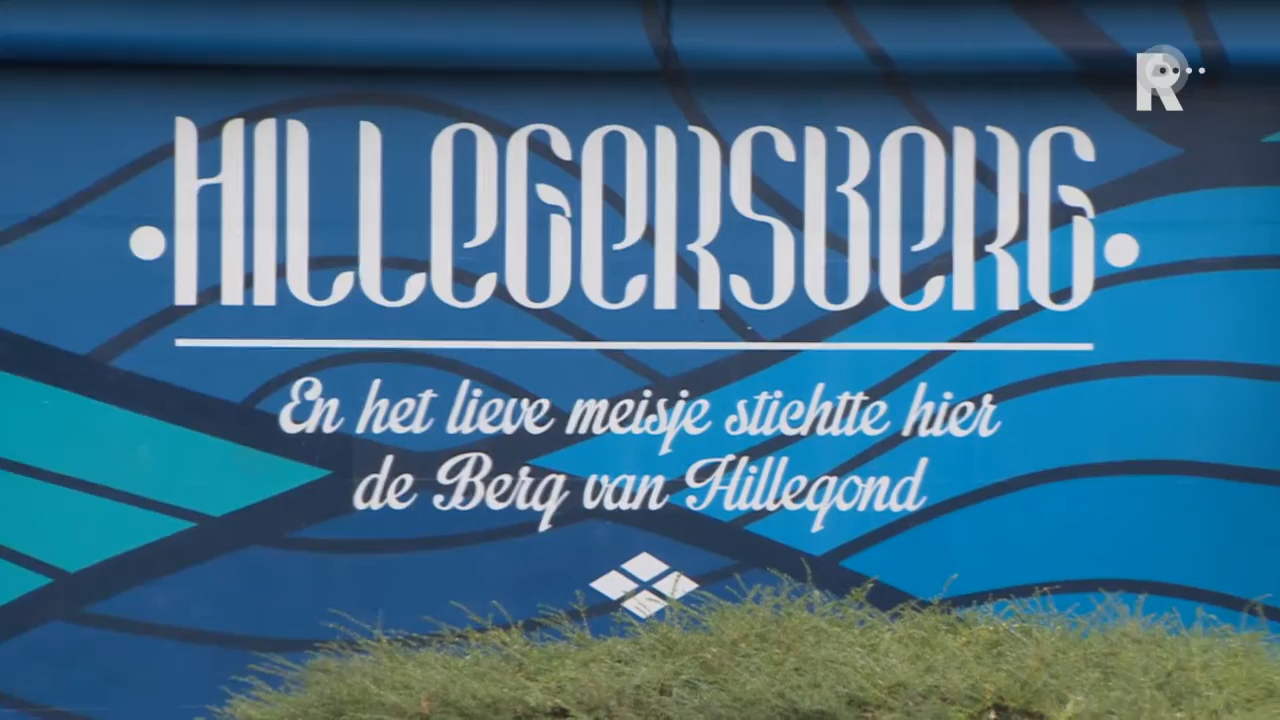 •HILLEGERSBERG•
En het lieve meisje stichtte hier
de Berg van Hillegond
R